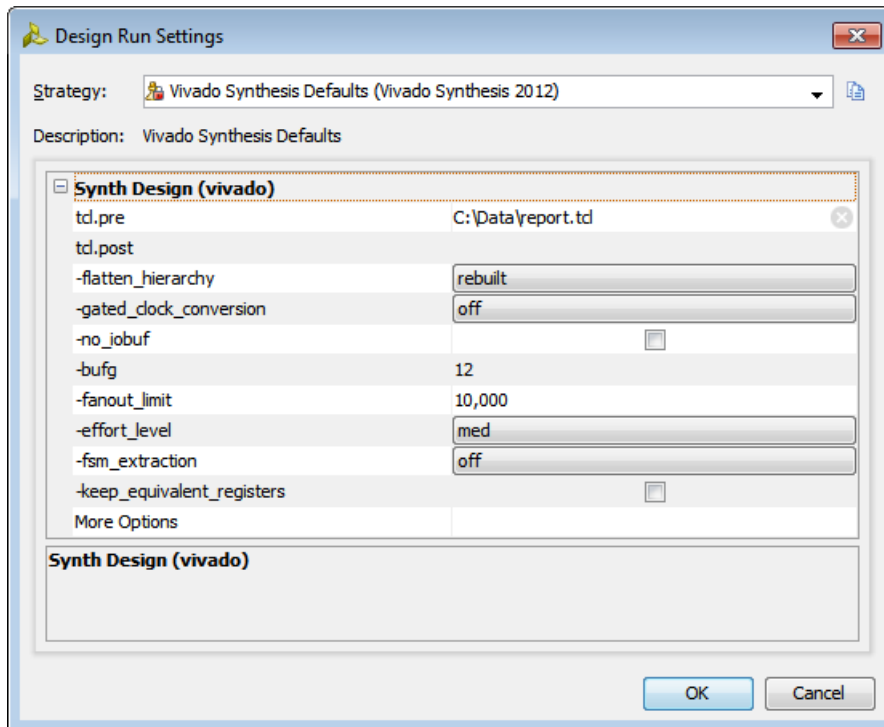 Design Run Settings
Strategy: Vivado Synthesis Defaults (Vivado Synthesis 2012)
Description: Vivado Synthesis Defaults
Synth Design (vivado)
tcl.pre C:\Data\report.tcl
tcl.post
-flatten_hierarchy rebuilt
-gated_clock_conversion off
-no_iobuf
-bufg 12
-fanout_limit 10,000
-effort_level med
-fsm_extraction off
-keep_equivalent_registers
More Options
Synth Design (vivado)
OK Cancel